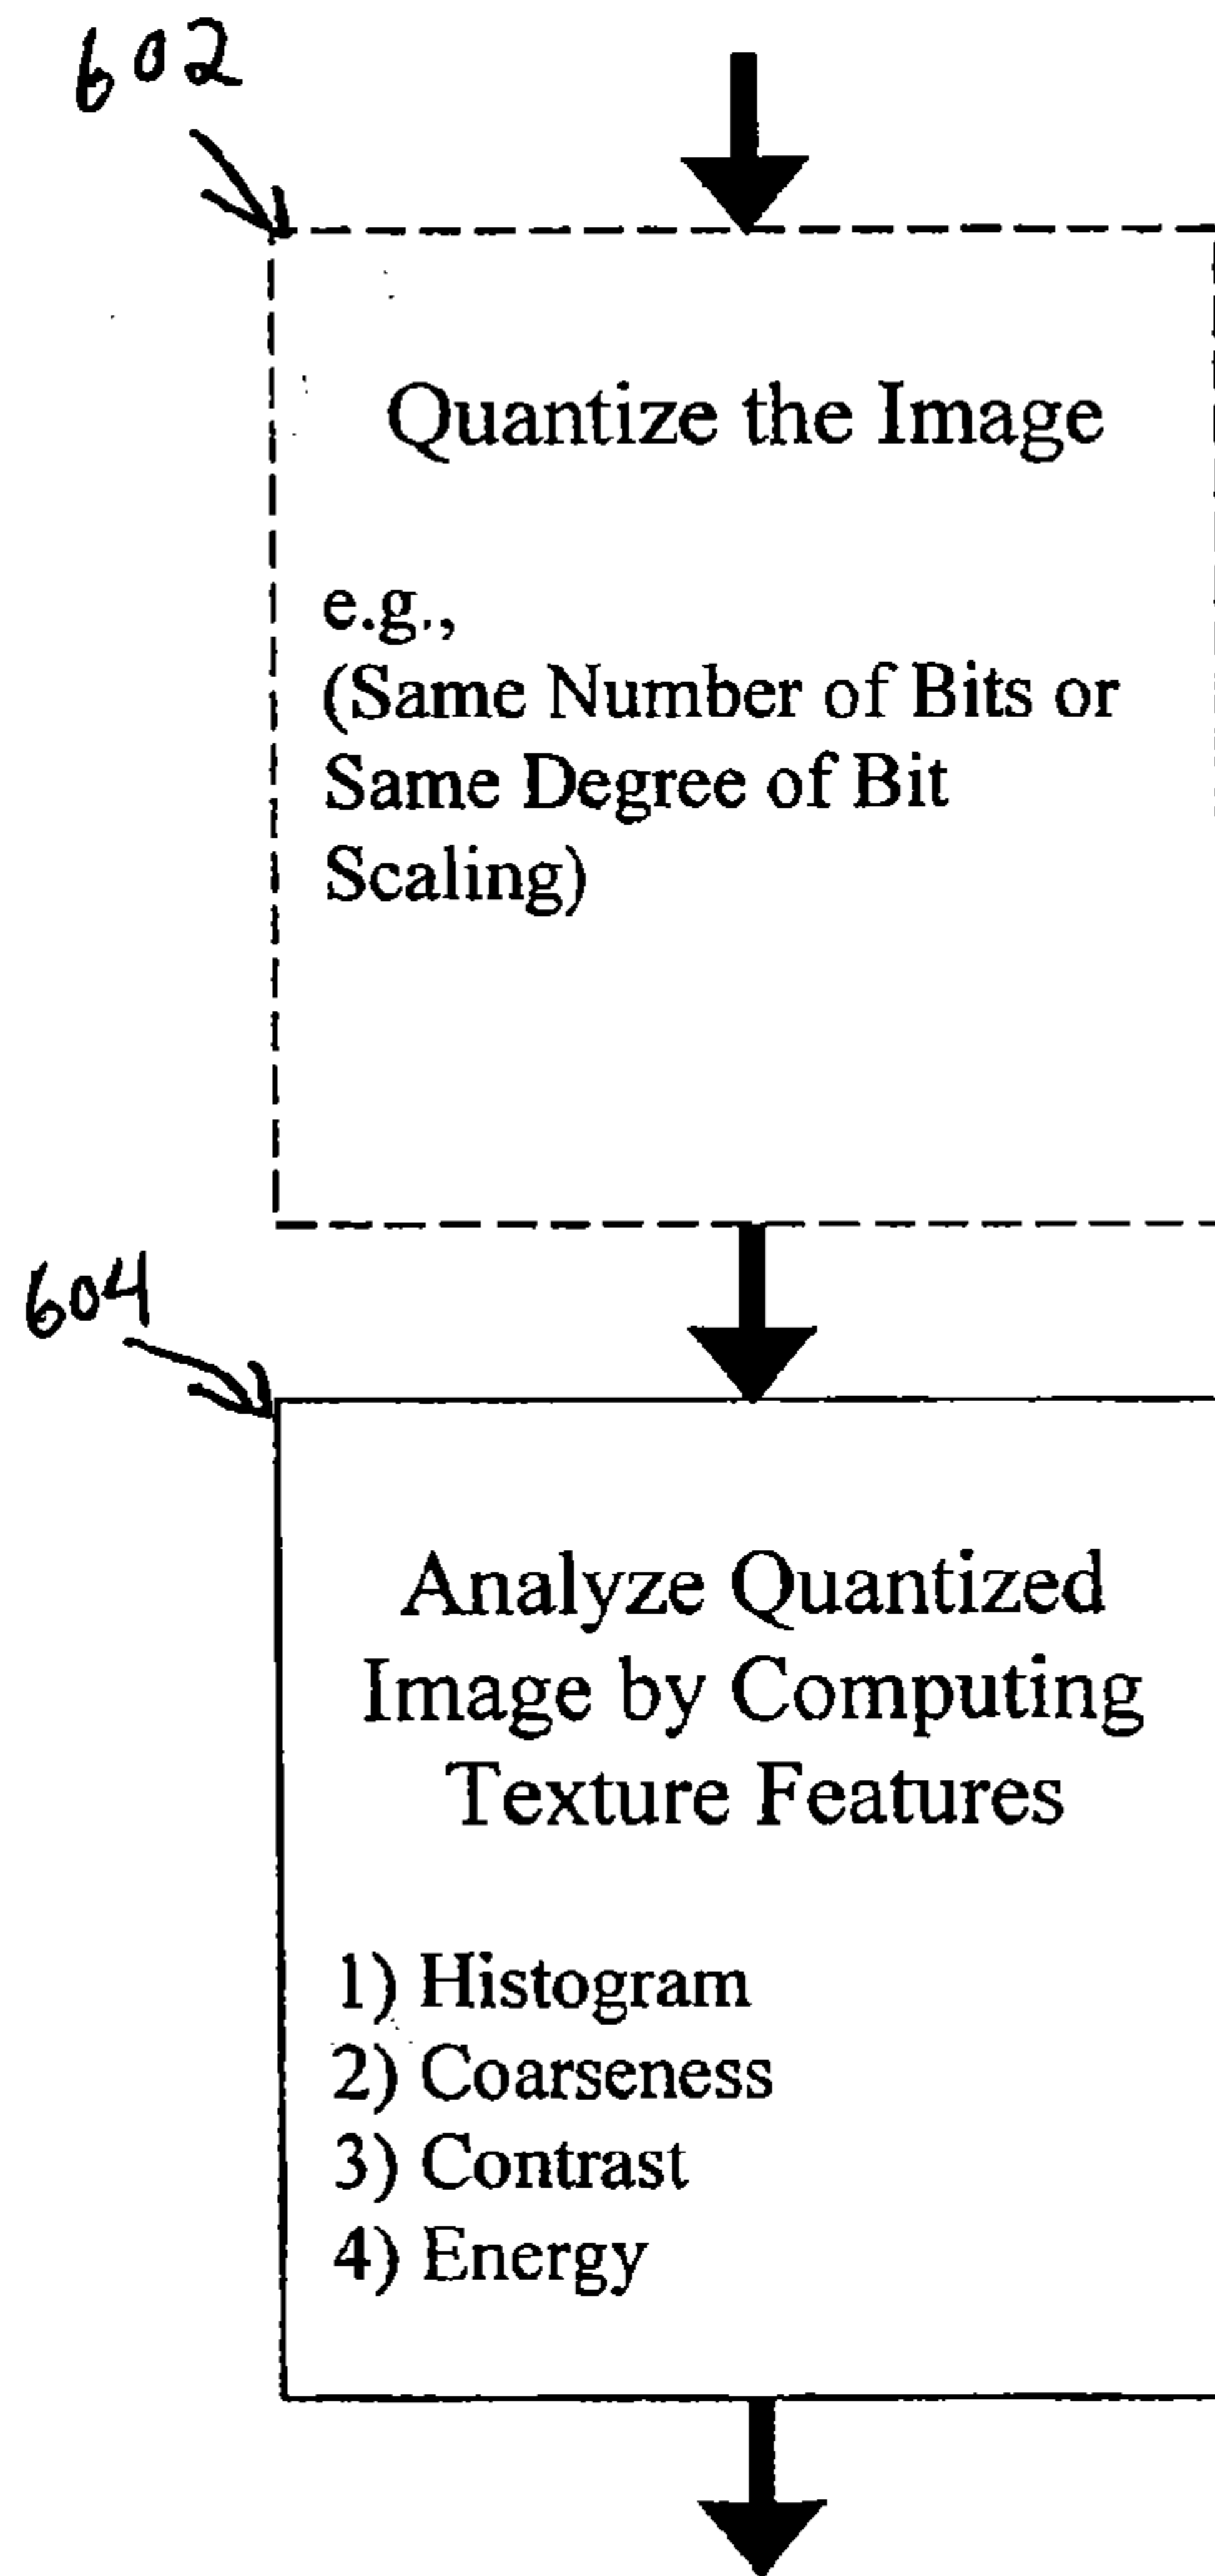 602
Quantize the Image
e.g.,
(Same Number of Bits or
Same Degree of Bit
Scaling)
604
Analyze Quantized
Image by Computing
Texture Features
1) Histogram
2) Coarseness
3) Contrast
4) Energy